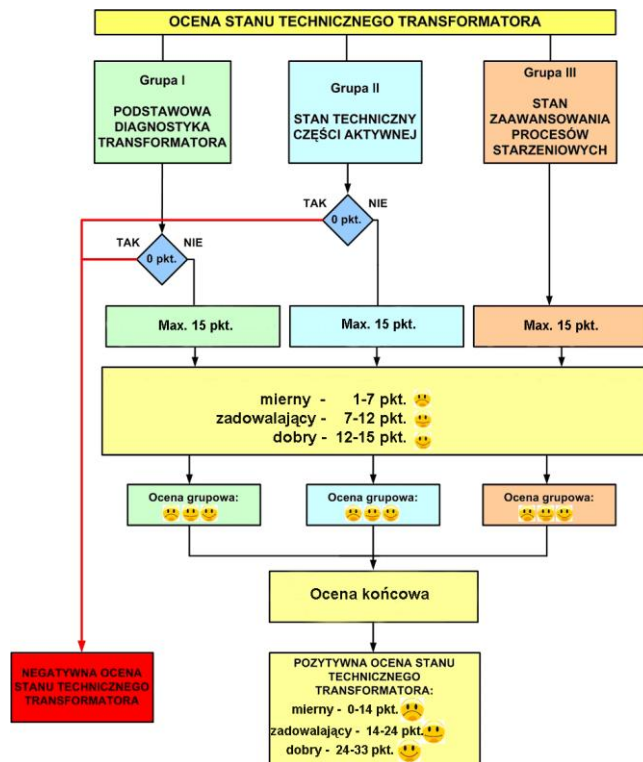 OCENA STANU TECHNICZNEGO TRANSFORMATORA
Grupa I
PODSTAWOWA
DIAGNOSTYKA
TRANSFORMATORA
Grupa II
STAN TECHNICZNY
CZĘŚCI AKTYWNEJ
Grupa III
STAN
ZAAWANSOWANIA
PROCESÓW
STARZENIOWYCH
TAK
NIE
0 pkt.
TAK
NIE
0 pkt.
Max. 15 pkt.
Max. 15 pkt.
Max. 15 pkt.
mierny - 1-7 pkt.
zadowalający - 7-12 pkt.
dobry - 12-15 pkt.
Ocena grupowa:
Ocena grupowa:
Ocena grupowa:
Ocena końcowa
NEGATYWNA OCENA
STANU TECHNICZNEGO
TRANSFORMATORA
POZYTYWNA OCENA STANU
TECHNICZNEGO
TRANSFORMATORA:
mierny - 0-14 pkt.
zadowalający - 14-24 pkt.
dobry - 24-33 pkt.